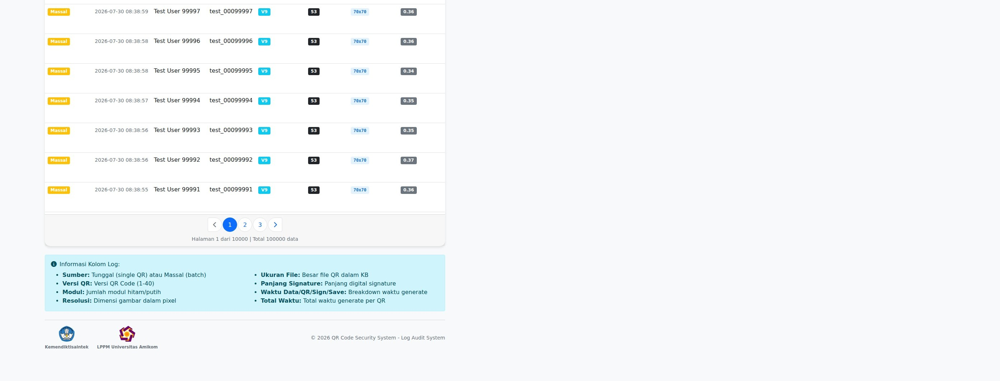 Massal 2026-07-30 08:38:59 Test User 99997 test_00099997 V9 53 70x70 0.36
Massal 2026-07-30 08:38:58 Test User 99996 test_00099996 V9 53 70x70 0.36
Massal 2026-07-30 08:38:58 Test User 99995 test_00099995 V9 53 70x70 0.34
Massal 2026-07-30 08:38:57 Test User 99994 test_00099994 V9 53 70x70 0.35
Massal 2026-07-30 08:38:56 Test User 99993 test_00099993 V9 53 70x70 0.35
Massal 2026-07-30 08:38:56 Test User 99992 test_00099992 V9 53 70x70 0.37
Massal 2026-07-30 08:38:55 Test User 99991 test_00099991 V9 53 70x70 0.36
1 2 3
Halaman 1 dari 10000 | Total 100000 data
Informasi Kolom Log:
• Sumber: Tunggal (single QR) atau Massal (batch)
• Versi QR: Versi QR Code (1-40)
• Modul: Jumlah modul hitam/putih
• Resolusi: Dimensi gambar dalam pixel
• Ukuran File: Besar file QR dalam KB
• Panjang Signature: Panjang digital signature
• Waktu Data/QR/Sign/Save: Breakdown waktu generate
• Total Waktu: Total waktu generate per QR
Kemendiktisaintek
LPPM Universitas Amikom
© 2026 QR Code Security System - Log Audit System